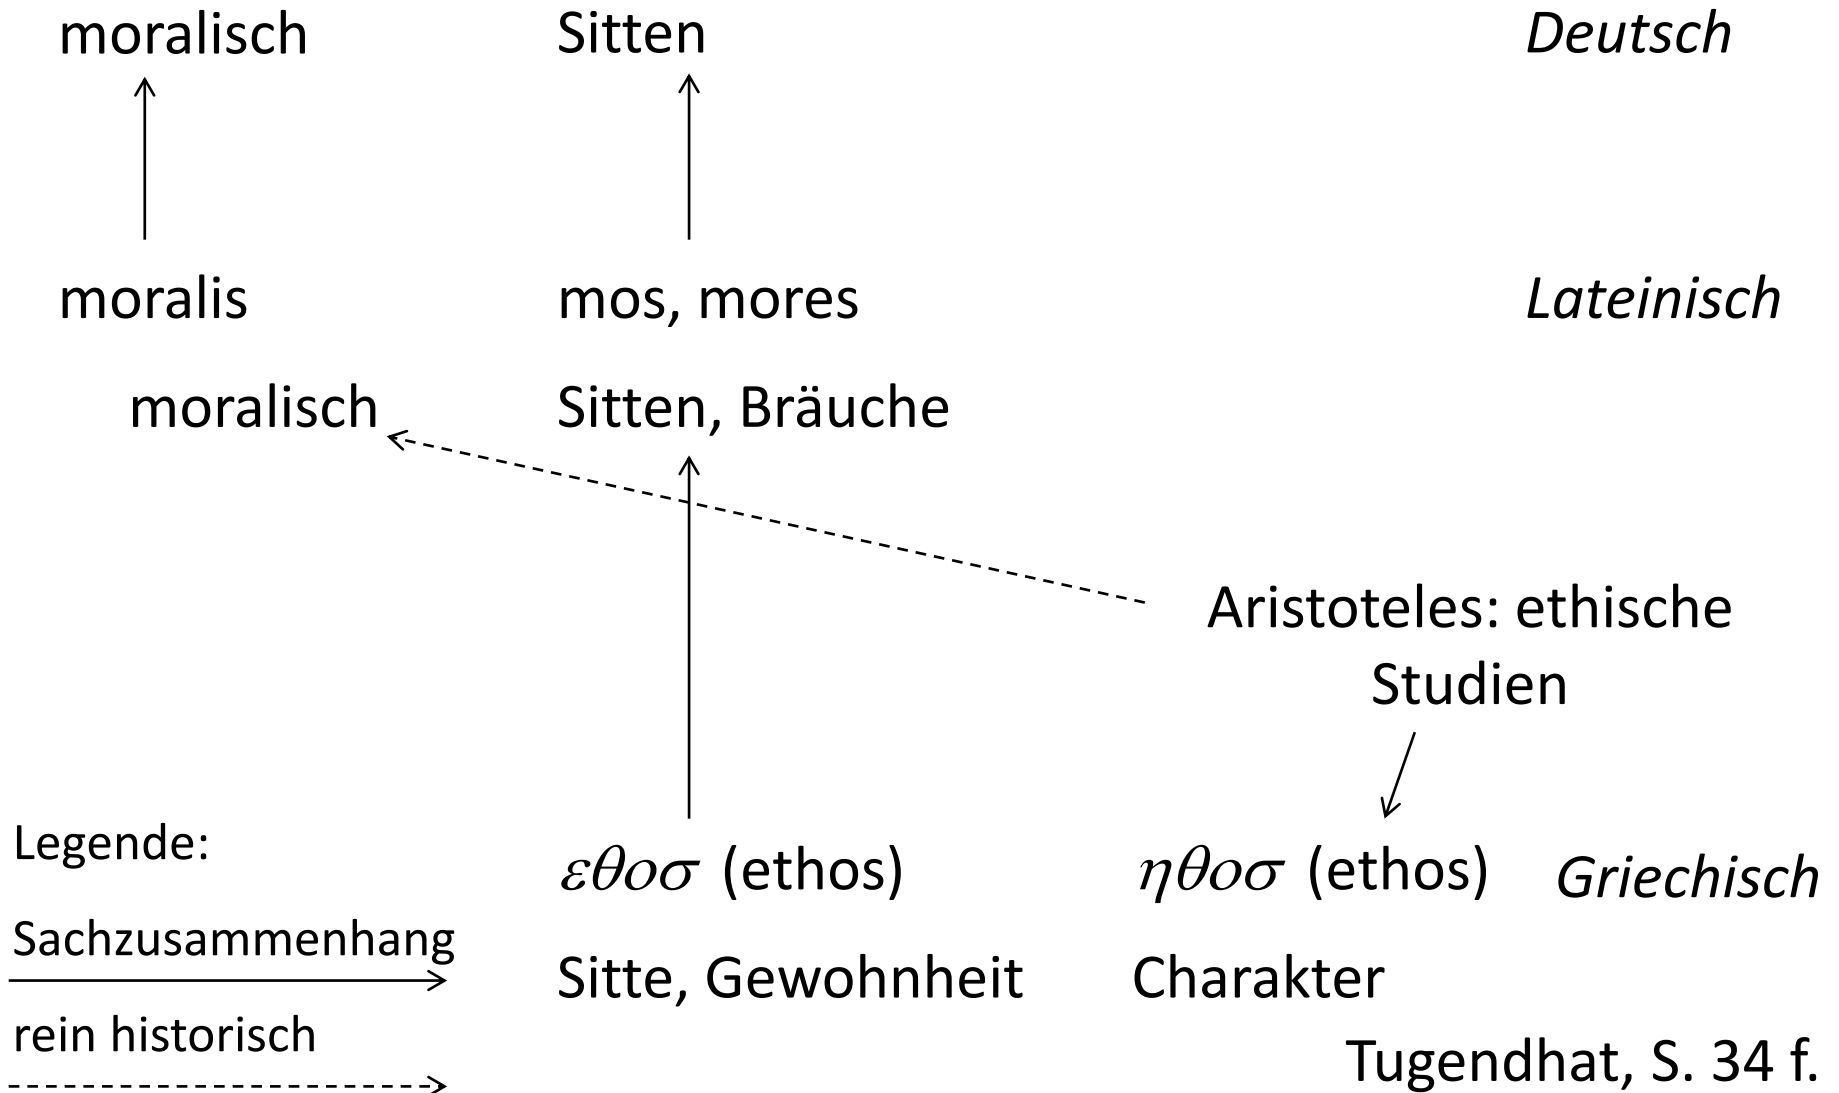 moralisch Sitten Deutsch
moralis mos, mores Lateinisch
moralisch Sitten, Bräuche
Aristoteles: ethische
Studien
Legende:
εθοσ (ethos) ηθοσ (ethos) Griechisch
Sachzusammenhang
Sitte, Gewohnheit Charakter
rein historisch
Tugendhat, S. 34 f.